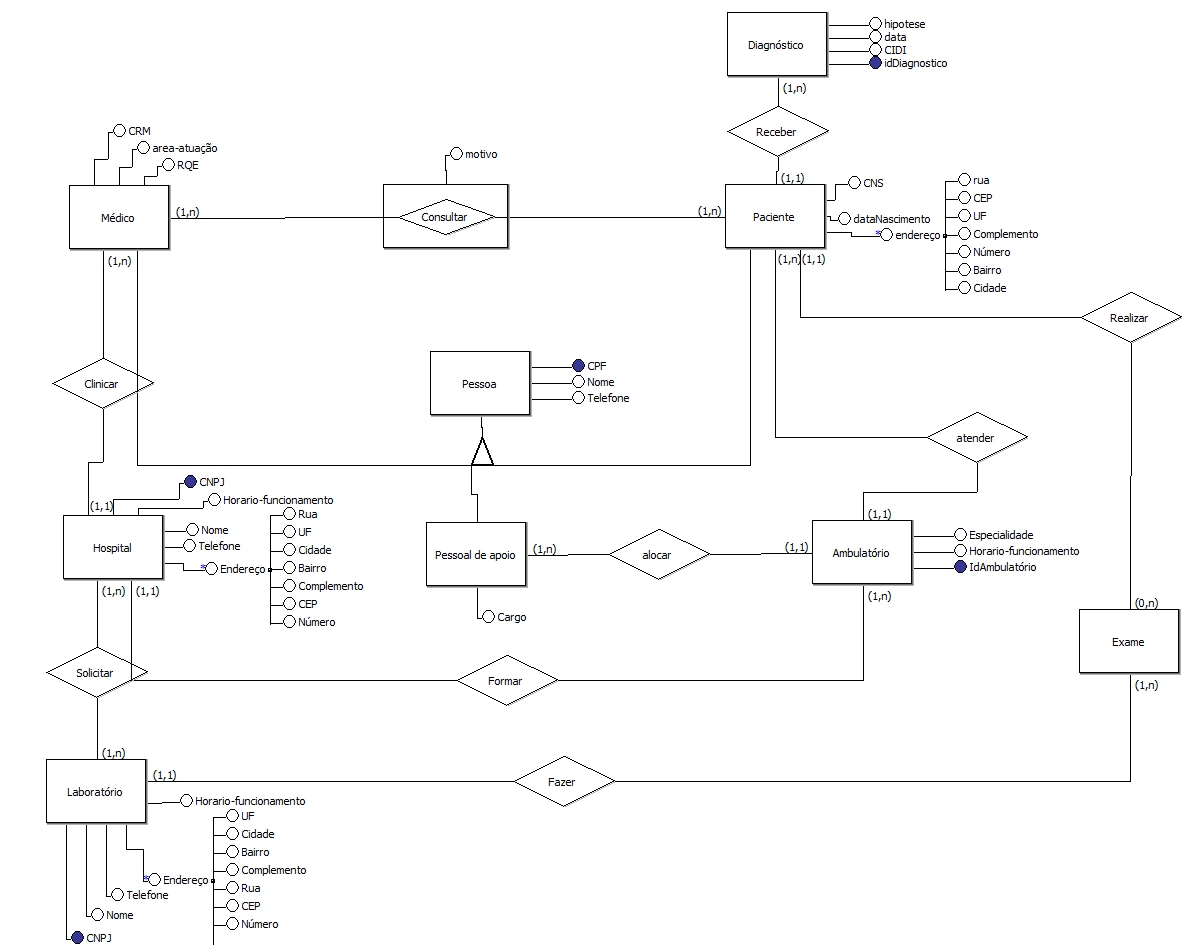 Diagnóstico
hipotese
data
CIDI
idDiagnostico
(1,n)
Receber
(1,1)
CRM
area-atuação
RQE
Médico
(1,n)
motivo
Consultar
(1,n)
Paciente
CNS
dataNascimento
endereço
rua
CEP
UF
Complemento
Número
Bairro
Cidade
(1,n)
(1,n)
(1,1)
Realizar
Clinicar
Pessoa
CPF
Nome
Telefone
atender
(1,1)
CNPJ
Horario-funcionamento
Hospital
Nome
Telefone
Endereço
Rua
UF
Cidade
Bairro
Complemento
CEP
Número
(1,n)
(1,1)
Pessoal de apoio
(1,n)
alocar
(1,1)
(1,1)
Ambulatório
Especialidade
Horario-funcionamento
IdAmbulatório
(1,n)
Cargo
(0,n)
Exame
(1,n)
Solicitar
Formar
(1,n)
Laboratório
(1,1)
Fazer
Horario-funcionamento
UF
Cidade
Bairro
Complemento
Rua
CEP
Número
Endereço
Telefone
Nome
CNPJ